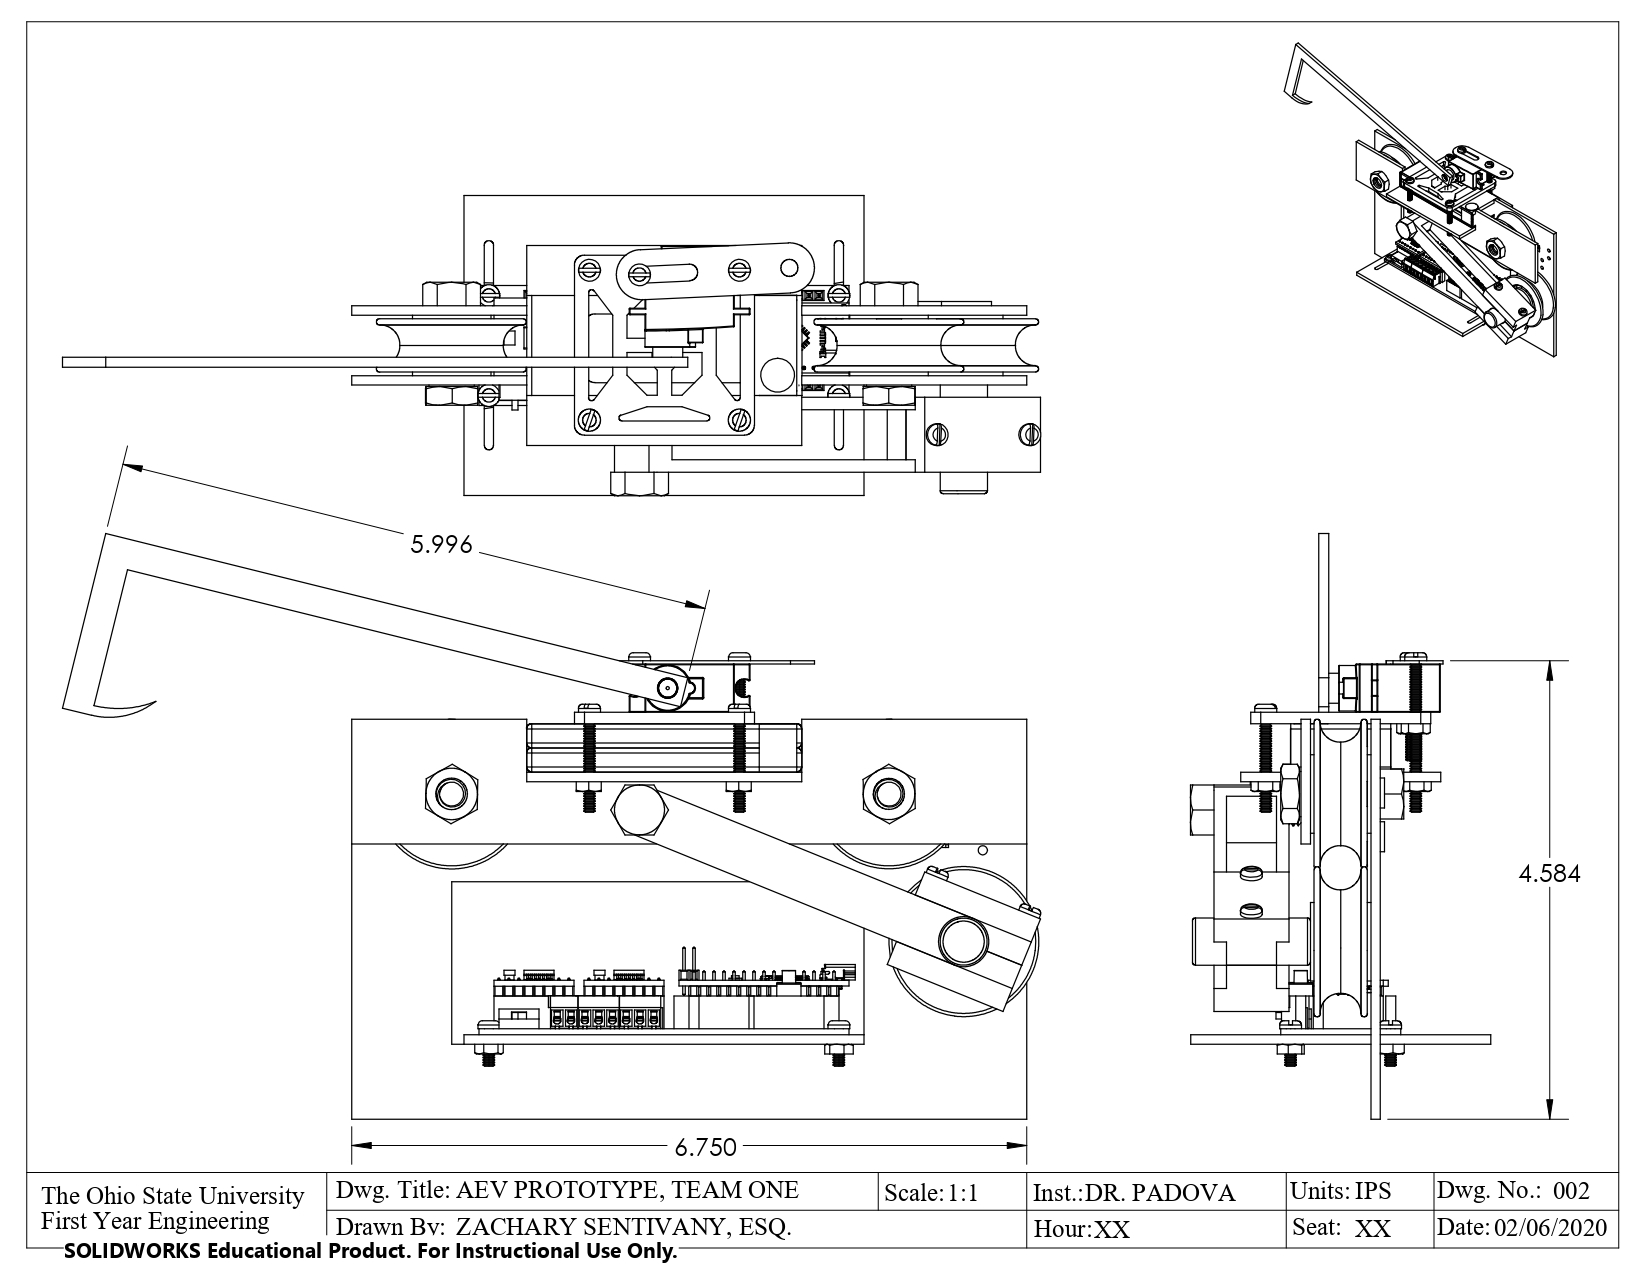 5.996
4.584
6.750
The Ohio State University
First Year Engineering
Dwg. Title: AEV PROTOTYPE, TEAM ONE
Scale: 1:1
Inst.: DR. PADOVA
Units: IPS
Dwg. No.: 002
Drawn By: ZACHARY SENTIVANY, ESQ.
Hour: XX
Seat: XX
Date: 02/06/2020
SOLIDWORKS Educational Product. For Instructional Use Only.